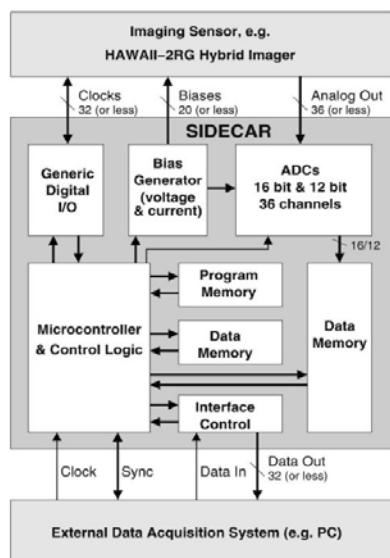 Imaging Sensor, e.g.
HAWAII–2RG Hybrid Imager
Clocks
32 (or less)
Biases
20 (or less)
Analog Out
36 (or less)
SIDECAR
Generic
Digital
I/O
Bias
Generator
(voltage
& current)
ADCs
16 bit & 12 bit
36 channels
16/12
Microcontroller
& Control Logic
Program
Memory
Data
Memory
Interface
Control
Data
Memory
Clock
Sync
Data In
Data Out
32 (or less)
External Data Acquisition System (e.g. PC)